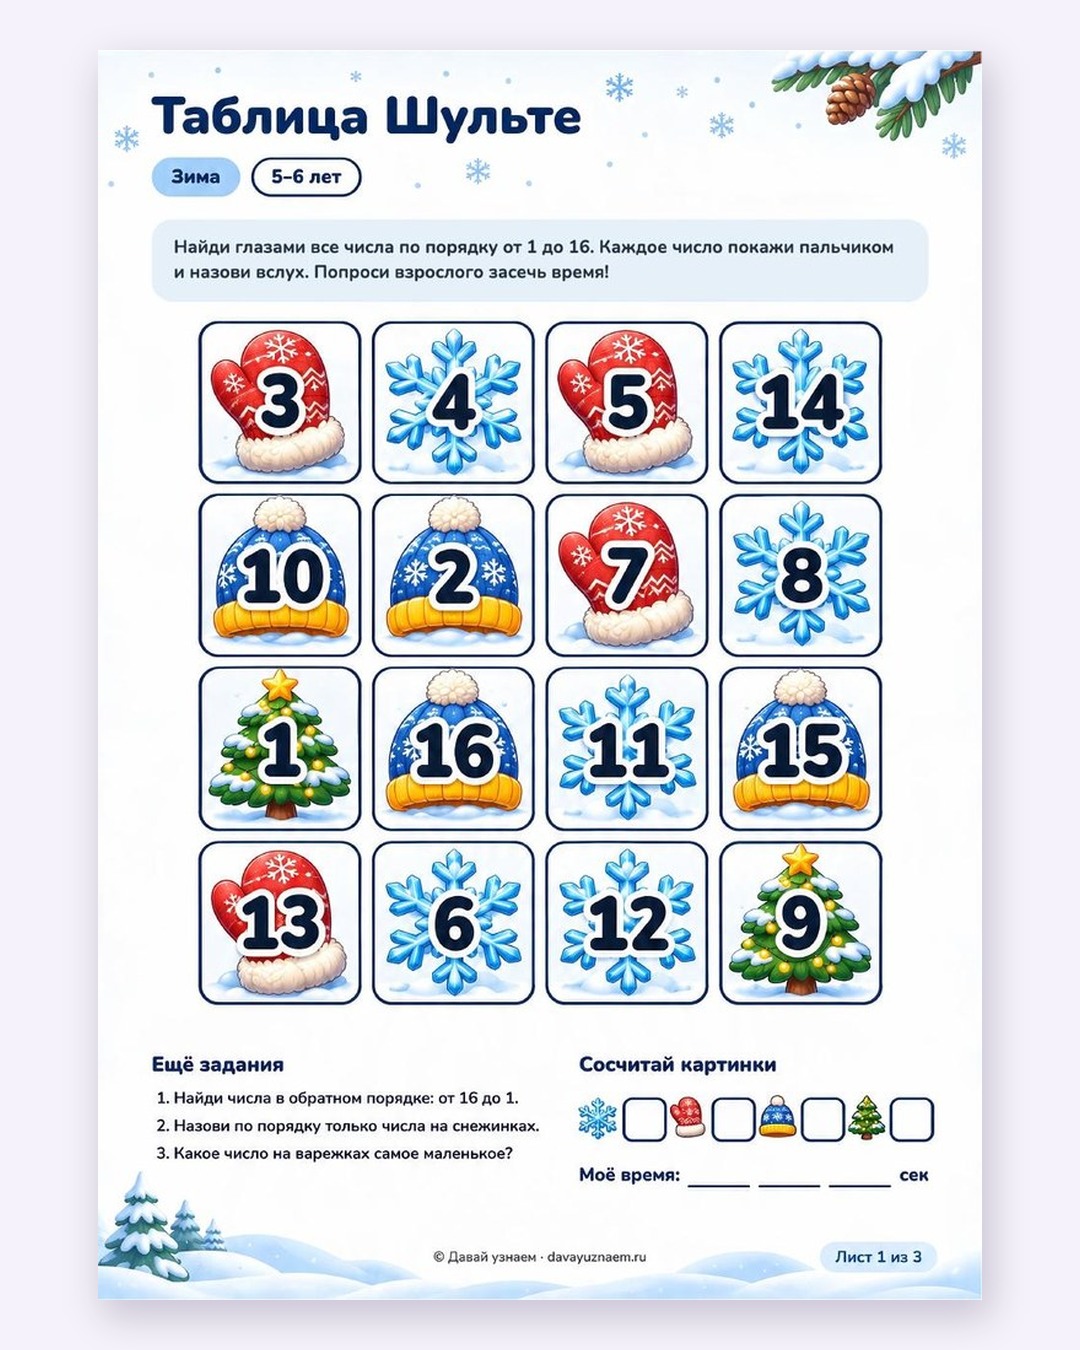 Таблица Шульте
Зима
5–6 лет
Найди глазами все числа по порядку от 1 до 16. Каждое число покажи пальчиком
и назови вслух. Попроси взрослого засечь время!
3 4 5 14
10 2 7 8
1 16 11 15
13 6 12 9
Ещё задания
1. Найди числа в обратном порядке: от 16 до 1.
2. Назови по порядку только числа на снежинках.
3. Какое число на варежках самое маленькое?
Сосчитай картинки
Моё время: ______ ______ ______ сек
© Давай узнаем · davayuznaem.ru
Лист 1 из 3